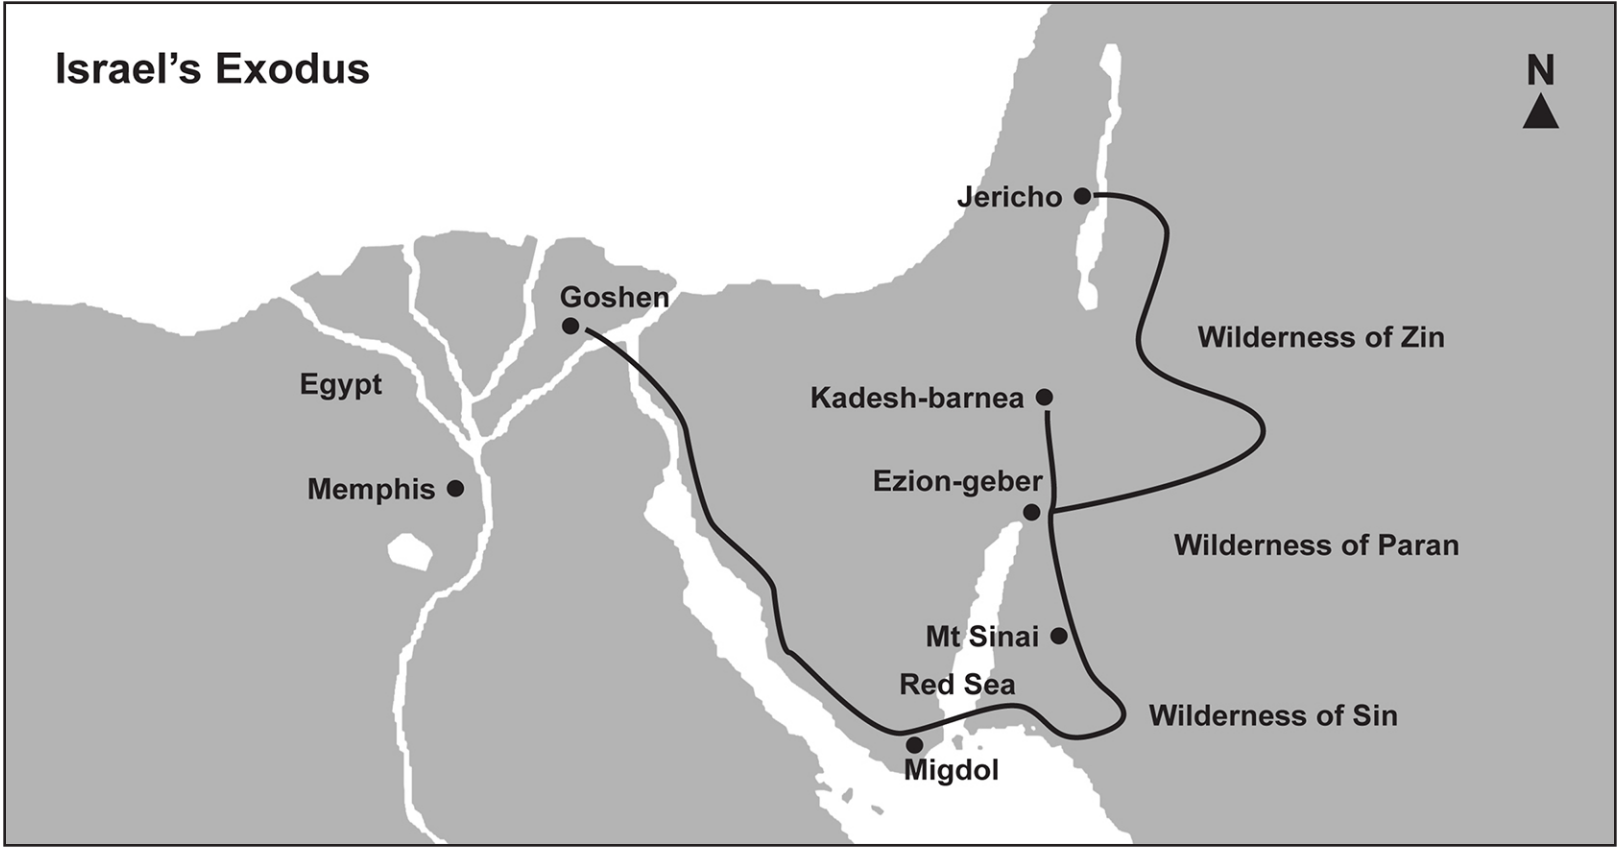 Israel's Exodus
N
Jericho
Goshen
Wilderness of Zin
Egypt
Kadesh-barnea
Ezion-geber
Memphis
Wilderness of Paran
Mt Sinai
Red Sea
Wilderness of Sin
Migdol